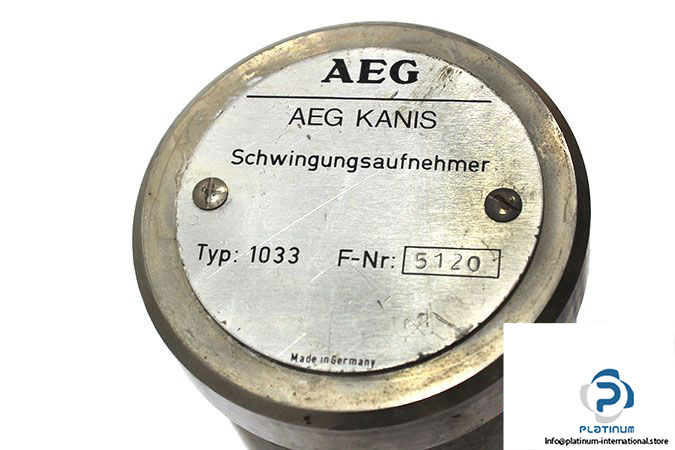 AEG
AEG KANIS
Schwingungsaufnehmer
Typ: 1033 F-Nr: 5120
Made in Germany
PLATINUM
Info@platinum-international.store